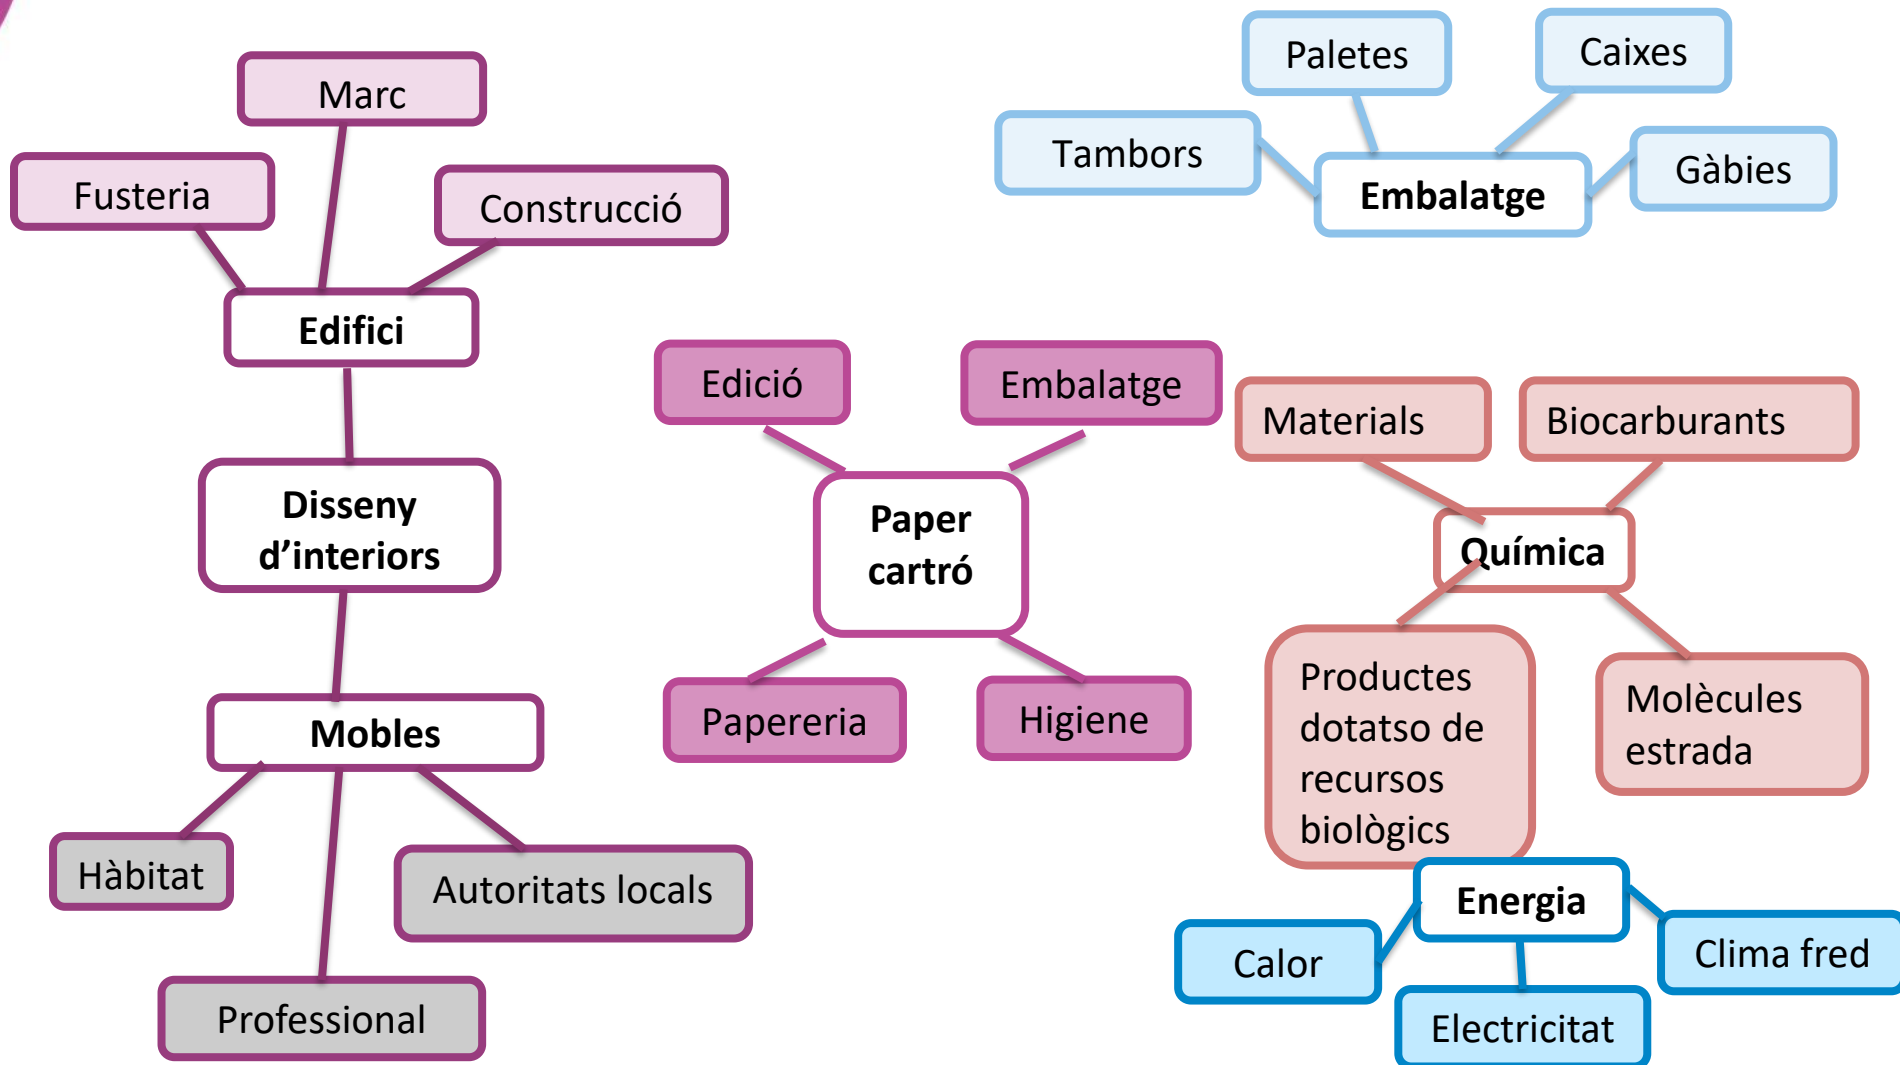 Marc
Fusteria
Construcció
Edifici
Disseny
d’interiors
Mobles
Hàbitat
Autoritats locals
Professional
Paletes
Caixes
Tambors
Gàbies
Embalatge
Edició
Embalatge
Paper
cartró
Papereria
Higiene
Materials
Biocarburants
Química
Productes
dotatso de
recursos
biològics
Molècules
estrada
Energia
Calor
Clima fred
Electricitat